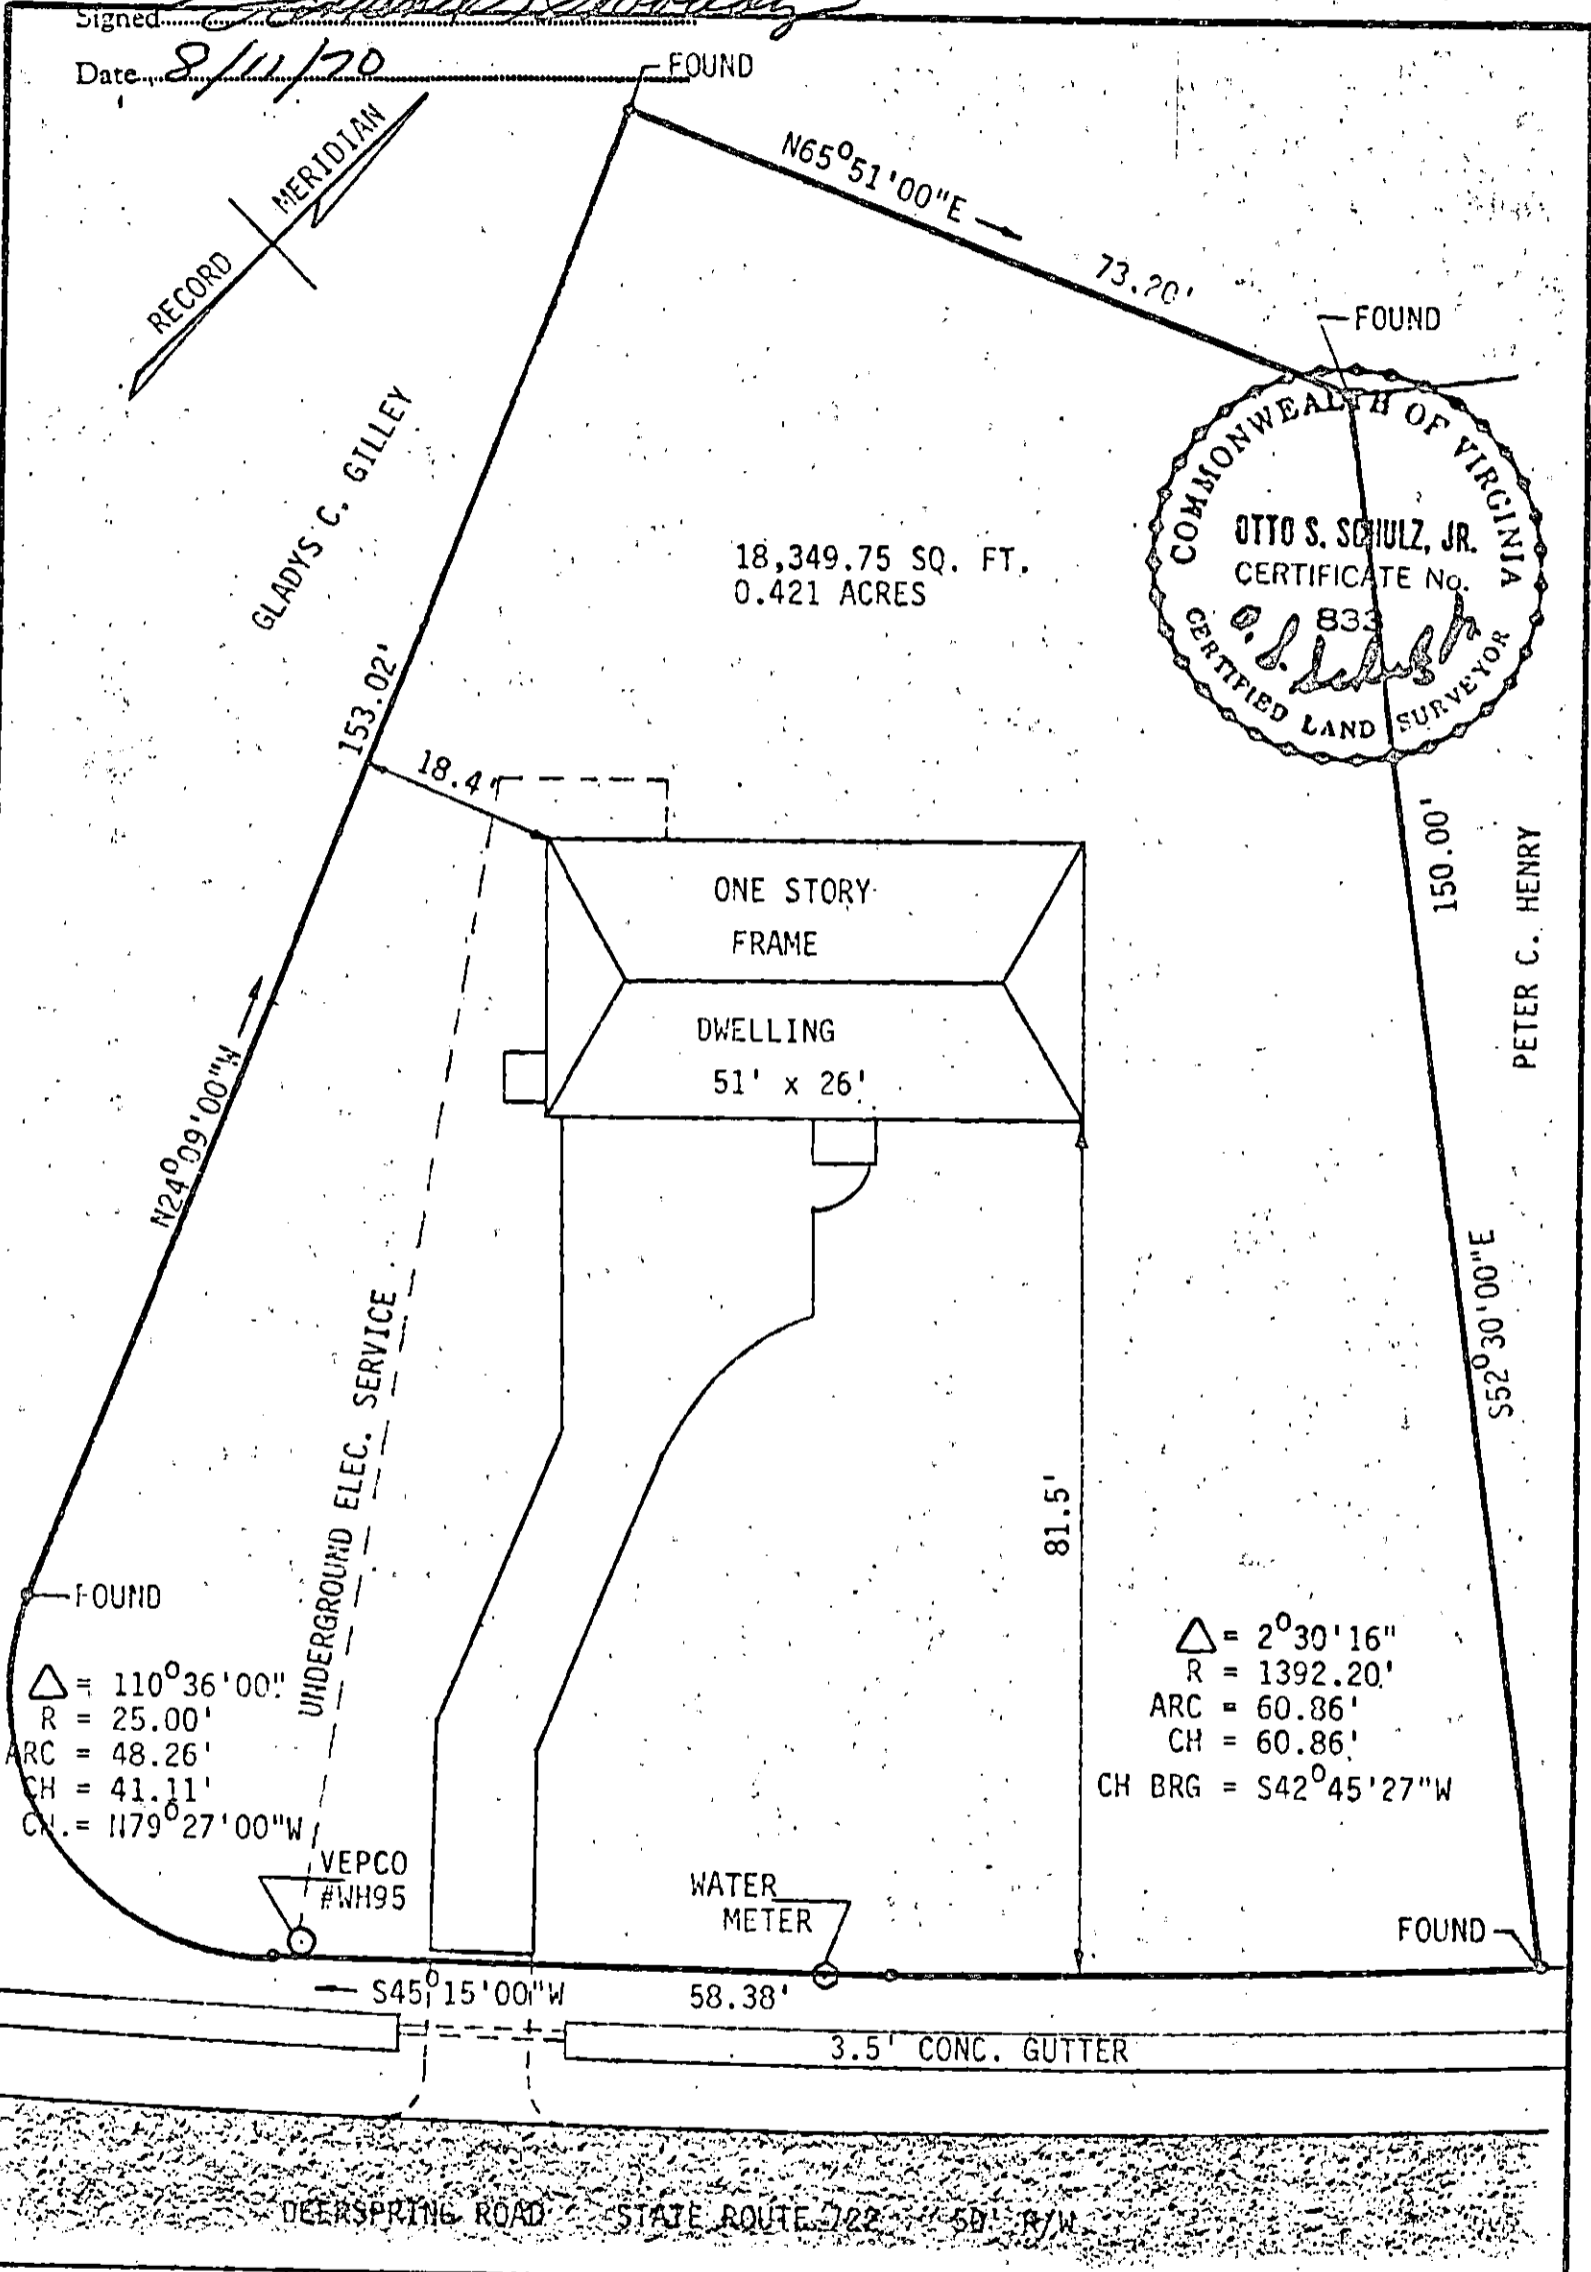 Signed
Date 8/11/70
FOUND
RECORD MERIDIAN
N65°51'00"E
73.20'
FOUND
GLADYS C. GILLEY
18,349.75 SQ. FT.
0.421 ACRES
COMMONWEALTH OF VIRGINIA
OTTO S. SCHULZ, JR.
CERTIFICATE No.
833
O. S. Schulz Jr
CERTIFIED LAND SURVEYOR
153.02'
18.4'
150.00'
PETER C. HENRY
ONE STORY
FRAME
DWELLING
51' x 26'
N24°09'00"W
UNDERGROUND ELEC. SERVICE
S52°30'00"E
81.5'
FOUND
△ = 110°36'00"
R = 25.00'
ARC = 48.26'
CH = 41.11'
CH.= N79°27'00"W
△ = 2°30'16"
R = 1392.20'
ARC = 60.86'
CH = 60.86'
CH BRG = S42°45'27"W
VEPCO
#WH95
WATER
METER
FOUND
S45°15'00"W
58.38'
3.5' CONC. GUTTER
DEERSPRING ROAD STATE ROUTE 722 50' R/W